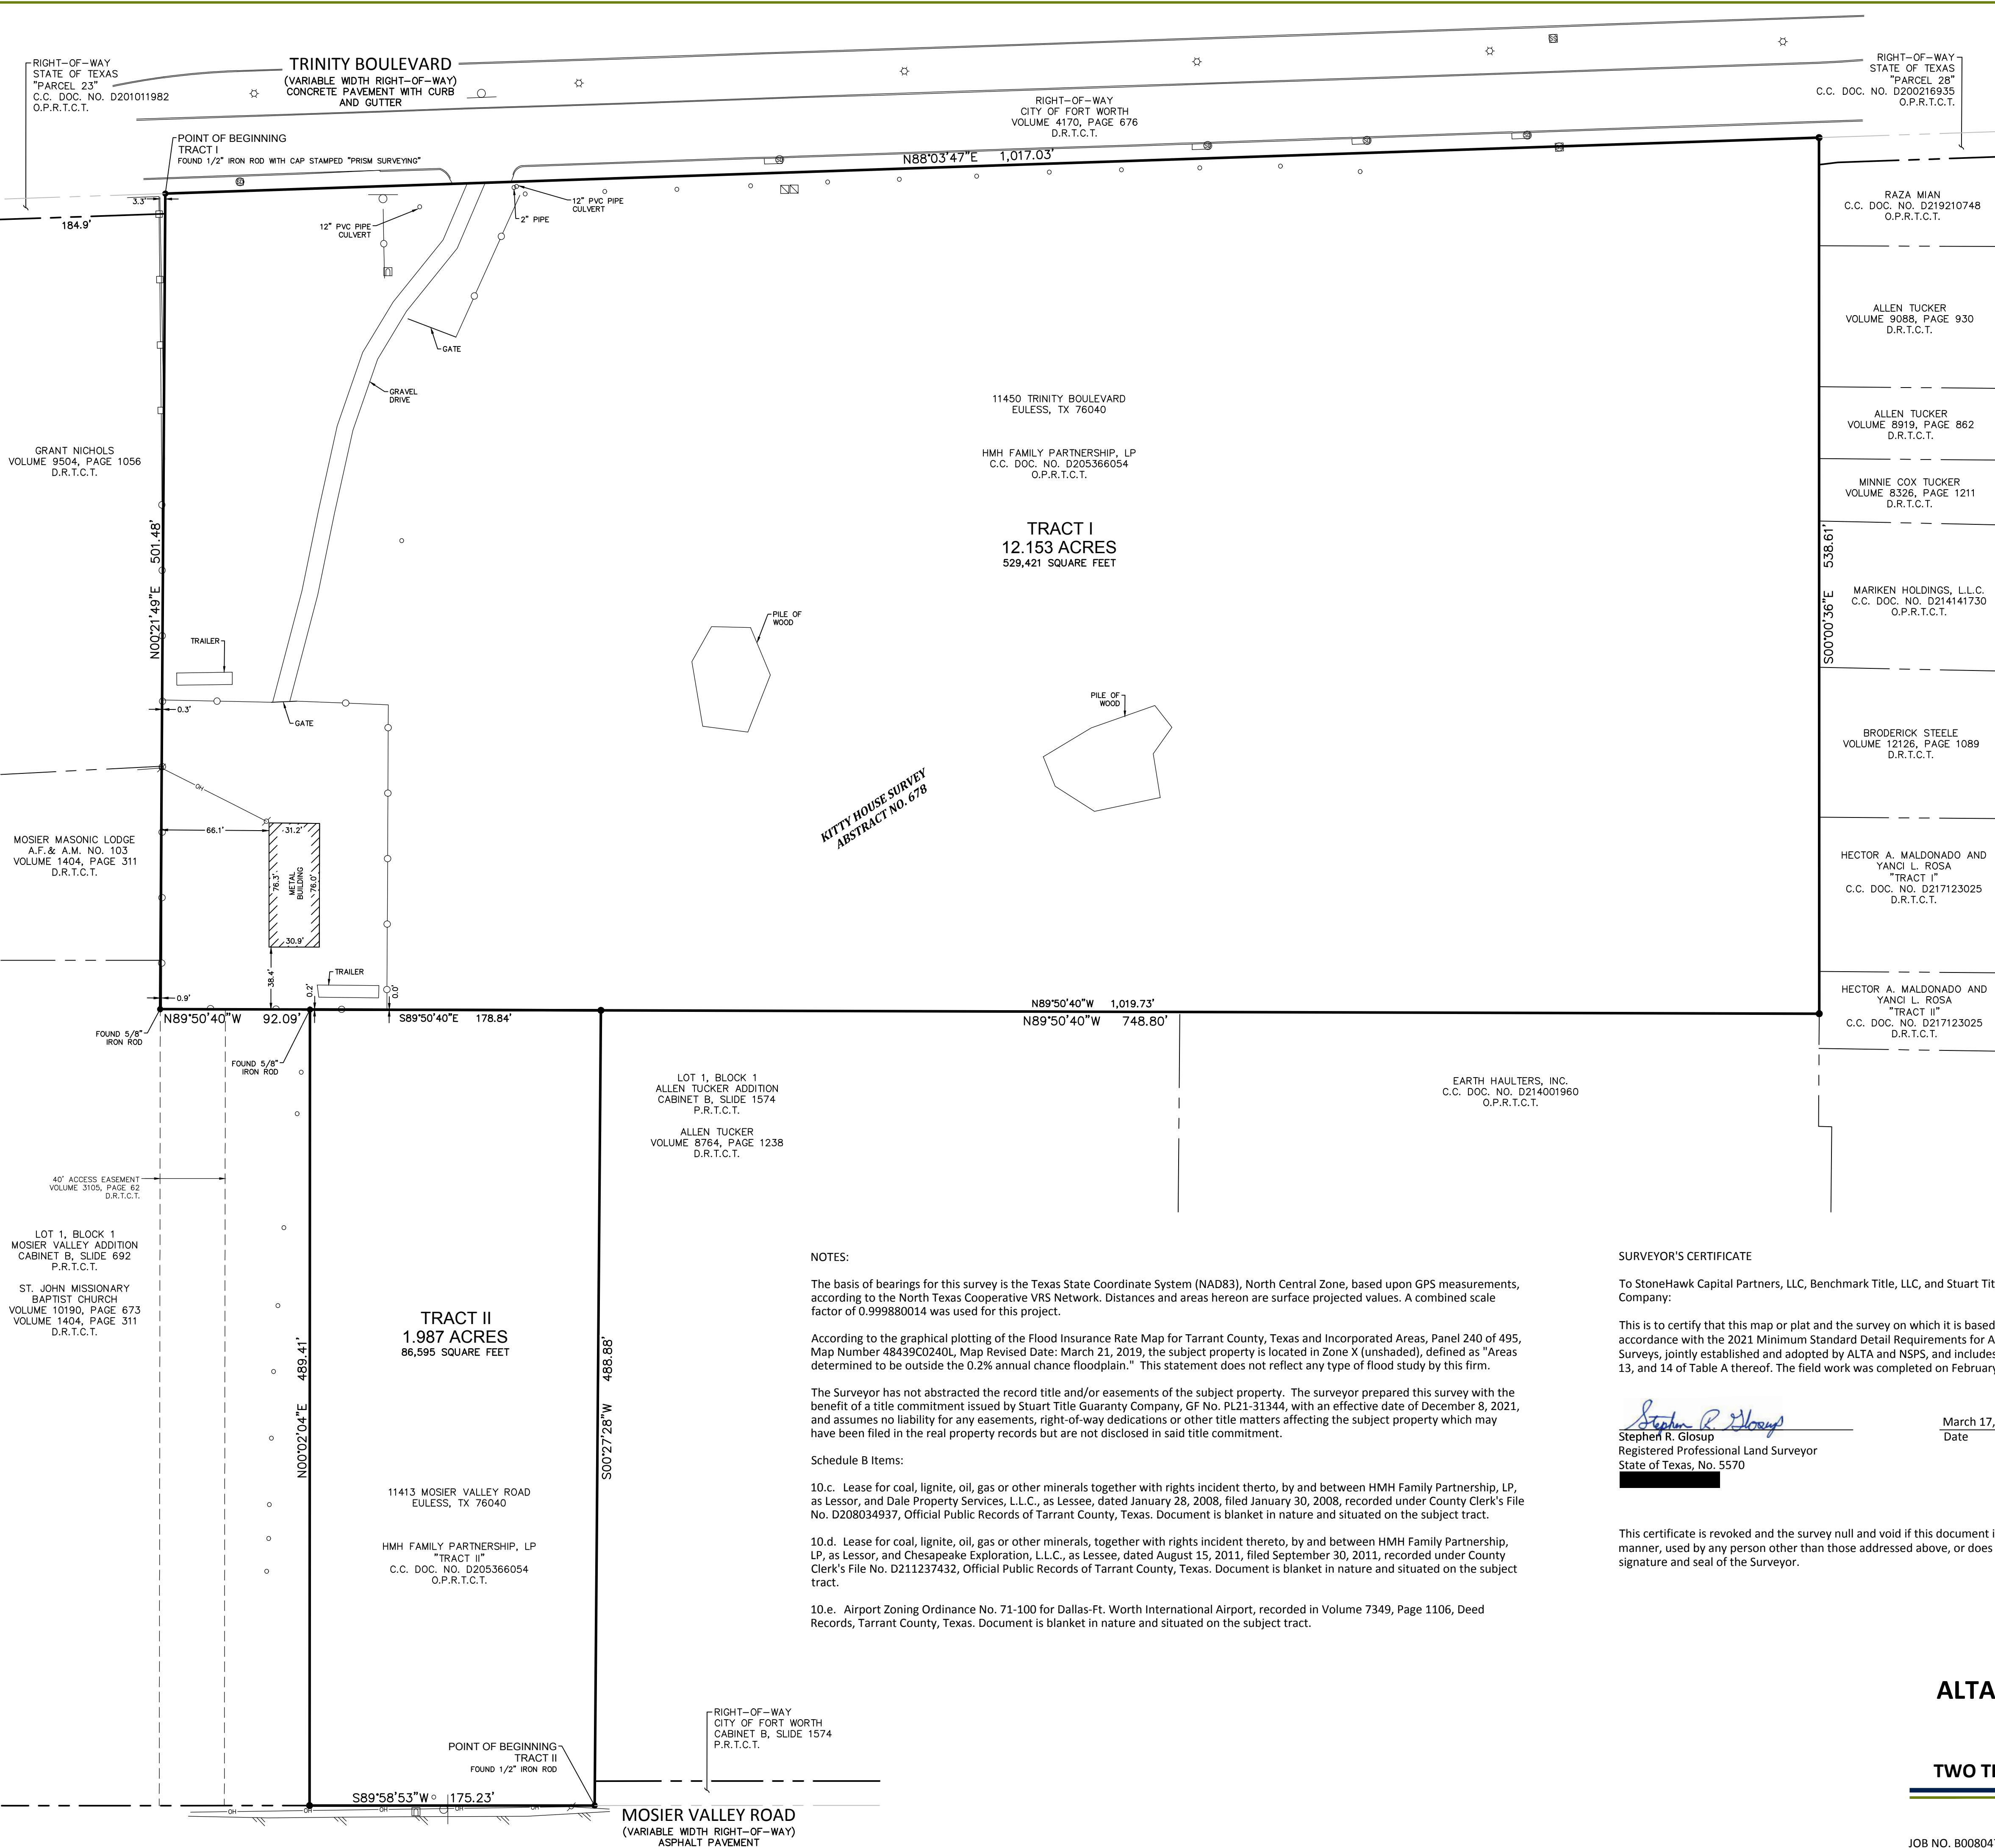 RIGHT-OF-WAY
STATE OF TEXAS
"PARCEL 23"
C.C. DOC. NO. D201011982
O.P.R.T.C.T.
TRINITY BOULEVARD
(VARIABLE WIDTH RIGHT-OF-WAY)
CONCRETE PAVEMENT WITH CURB
AND GUTTER
RIGHT-OF-WAY
CITY OF FORT WORTH
VOLUME 4170, PAGE 676
D.R.T.C.T.
RIGHT-OF-WAY
STATE OF TEXAS
"PARCEL 28"
C.C. DOC. NO. D200216935
O.P.R.T.C.T.
POINT OF BEGINNING
TRACT I
FOUND 1/2" IRON ROD WITH CAP STAMPED "PRISM SURVEYING"
N88°03'47"E 1,017.03'
3.3'
184.9'
12" PVC PIPE
CULVERT
2" PIPE
12" PVC PIPE
CULVERT
GATE
GRAVEL
DRIVE
RAZA MIAN
C.C. DOC. NO. D219210748
O.P.R.T.C.T.
ALLEN TUCKER
VOLUME 9088, PAGE 930
D.R.T.C.T.
11450 TRINITY BOULEVARD
EULESS, TX 76040
HMH FAMILY PARTNERSHIP, LP
C.C. DOC. NO. D205366054
O.P.R.T.C.T.
TRACT I
12.153 ACRES
529,421 SQUARE FEET
ALLEN TUCKER
VOLUME 8919, PAGE 862
D.R.T.C.T.
MINNIE COX TUCKER
VOLUME 8326, PAGE 1211
D.R.T.C.T.
GRANT NICHOLS
VOLUME 9504, PAGE 1056
D.R.T.C.T.
N00°21'49"E 501.48'
S00°00'36"E 538.61'
MARIKEN HOLDINGS, L.L.C.
C.C. DOC. NO. D214141730
O.P.R.T.C.T.
TRAILER
PILE OF
WOOD
PILE OF
WOOD
0.3'
GATE
BRODERICK STEELE
VOLUME 12126, PAGE 1089
D.R.T.C.T.
KITTY HOUSE SURVEY
ABSTRACT NO. 678
OH
MOSIER MASONIC LODGE
A.F.& A.M. NO. 103
VOLUME 1404, PAGE 311
D.R.T.C.T.
66.1'
31.2'
76.3'
METAL
BUILDING
76.0'
30.9'
38.4'
HECTOR A. MALDONADO AND
YANCI L. ROSA
"TRACT I"
C.C. DOC. NO. D217123025
D.R.T.C.T.
TRAILER
0.9'
0.2'
0.0'
N89°50'40"W 92.09'
S89°50'40"E 178.84'
N89°50'40"W 1,019.73'
N89°50'40"W 748.80'
HECTOR A. MALDONADO AND
YANCI L. ROSA
"TRACT II"
C.C. DOC. NO. D217123025
D.R.T.C.T.
FOUND 5/8"
IRON ROD
FOUND 5/8"
IRON ROD
LOT 1, BLOCK 1
ALLEN TUCKER ADDITION
CABINET B, SLIDE 1574
P.R.T.C.T.
ALLEN TUCKER
VOLUME 8764, PAGE 1238
D.R.T.C.T.
EARTH HAULTERS, INC.
C.C. DOC. NO. D214001960
O.P.R.T.C.T.
40' ACCESS EASEMENT
VOLUME 3105, PAGE 62
D.R.T.C.T.
LOT 1, BLOCK 1
MOSIER VALLEY ADDITION
CABINET B, SLIDE 692
P.R.T.C.T.
ST. JOHN MISSIONARY
BAPTIST CHURCH
VOLUME 10190, PAGE 673
VOLUME 1404, PAGE 311
D.R.T.C.T.
N00°02'04"E 489.41'
TRACT II
1.987 ACRES
86,595 SQUARE FEET
S00°27'28"W 488.88'
11413 MOSIER VALLEY ROAD
EULESS, TX 76040
HMH FAMILY PARTNERSHIP, LP
"TRACT II"
C.C. DOC. NO. D205366054
O.P.R.T.C.T.
NOTES:
The basis of bearings for this survey is the Texas State Coordinate System (NAD83), North Central Zone, based upon GPS measurements,
according to the North Texas Cooperative VRS Network. Distances and areas hereon are surface projected values. A combined scale
factor of 0.999880014 was used for this project.
According to the graphical plotting of the Flood Insurance Rate Map for Tarrant County, Texas and Incorporated Areas, Panel 240 of 495,
Map Number 48439C0240L, Map Revised Date: March 21, 2019, the subject property is located in Zone X (unshaded), defined as "Areas
determined to be outside the 0.2% annual chance floodplain." This statement does not reflect any type of flood study by this firm.
The Surveyor has not abstracted the record title and/or easements of the subject property. The surveyor prepared this survey with the
benefit of a title commitment issued by Stuart Title Guaranty Company, GF No. PL21-31344, with an effective date of December 8, 2021,
and assumes no liability for any easements, right-of-way dedications or other title matters affecting the subject property which may
have been filed in the real property records but are not disclosed in said title commitment.
Schedule B Items:
10.c. Lease for coal, lignite, oil, gas or other minerals together with rights incident therto, by and between HMH Family Partnership, LP,
as Lessor, and Dale Property Services, L.L.C., as Lessee, dated January 28, 2008, filed January 30, 2008, recorded under County Clerk's File
No. D208034937, Official Public Records of Tarrant County, Texas. Document is blanket in nature and situated on the subject tract.
10.d. Lease for coal, lignite, oil, gas or other minerals, together with rights incident thereto, by and between HMH Family Partnership,
LP, as Lessor, and Chesapeake Exploration, L.L.C., as Lessee, dated August 15, 2011, filed September 30, 2011, recorded under County
Clerk's File No. D211237432, Official Public Records of Tarrant County, Texas. Document is blanket in nature and situated on the subject
tract.
10.e. Airport Zoning Ordinance No. 71-100 for Dallas-Ft. Worth International Airport, recorded in Volume 7349, Page 1106, Deed
Records, Tarrant County, Texas. Document is blanket in nature and situated on the subject tract.
SURVEYOR'S CERTIFICATE
To StoneHawk Capital Partners, LLC, Benchmark Title, LLC, and Stuart Tit
Company:
This is to certify that this map or plat and the survey on which it is based
accordance with the 2021 Minimum Standard Detail Requirements for A
Surveys, jointly established and adopted by ALTA and NSPS, and includes
13, and 14 of Table A thereof. The field work was completed on February
Stephen R. Glosup
March 17,
Stephen R. Glosup
Date
Registered Professional Land Surveyor
State of Texas, No. 5570
This certificate is revoked and the survey null and void if this document i
manner, used by any person other than those addressed above, or does
signature and seal of the Surveyor.
RIGHT-OF-WAY
CITY OF FORT WORTH
CABINET B, SLIDE 1574
P.R.T.C.T.
POINT OF BEGINNING
TRACT II
FOUND 1/2" IRON ROD
S89°58'53"W 175.23'
OH OH OH OH OH
MOSIER VALLEY ROAD
(VARIABLE WIDTH RIGHT-OF-WAY)
ASPHALT PAVEMENT
ALTA
TWO T
JOB NO. B00804